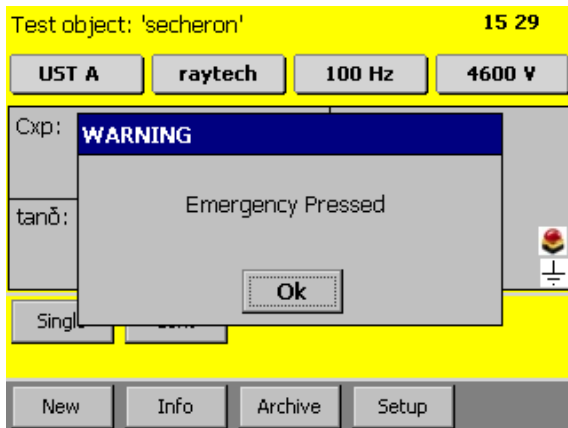 Test object: 'secheron' 15 29
UST A raytech 100 Hz 4600 V
Cxp:
WARNING
Emergency Pressed
tanδ:
Ok
New Info Archive Setup